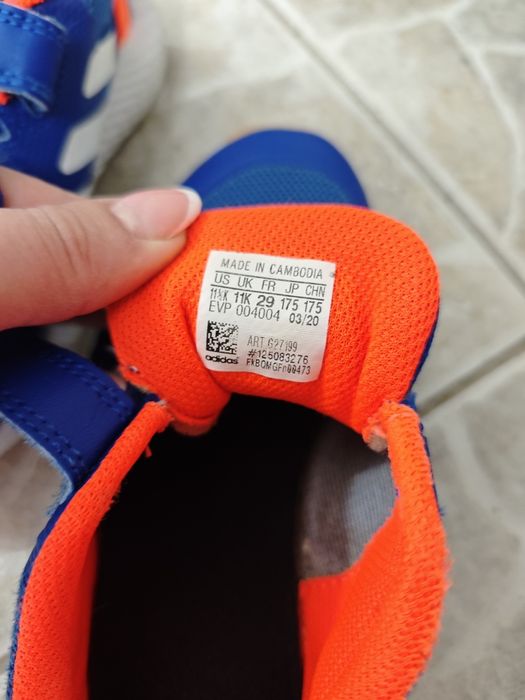 MADE IN CAMBODIA
US UK FR JP CHN
11½K 11K 29 175 175
EVP 004004 03/20
ART G27199
#125083276
adidas